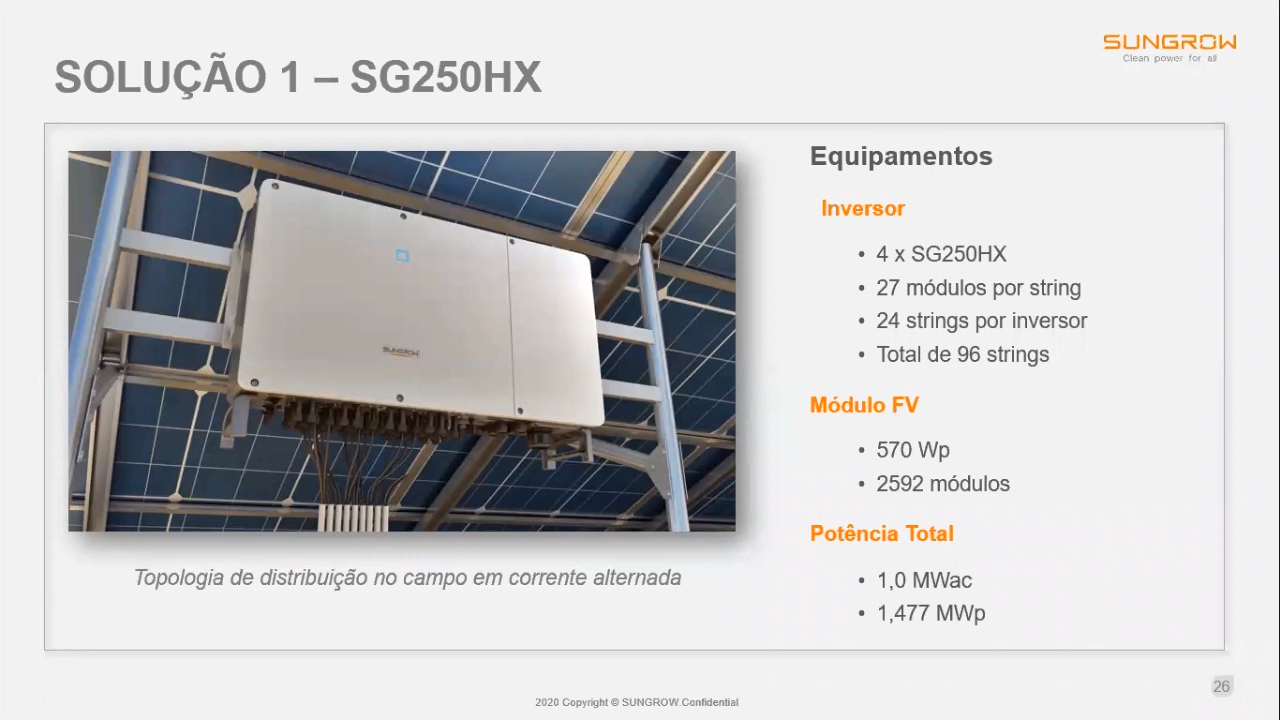 SUNGROW
Clean power for all
SOLUÇÃO 1 – SG250HX
SUNGROW
Topologia de distribuição no campo em corrente alternada
Equipamentos
Inversor
• 4 x SG250HX
• 27 módulos por string
• 24 strings por inversor
• Total de 96 strings
Módulo FV
• 570 Wp
• 2592 módulos
Potência Total
• 1,0 MWac
• 1,477 MWp
2020 Copyright © SUNGROW Confidential
26